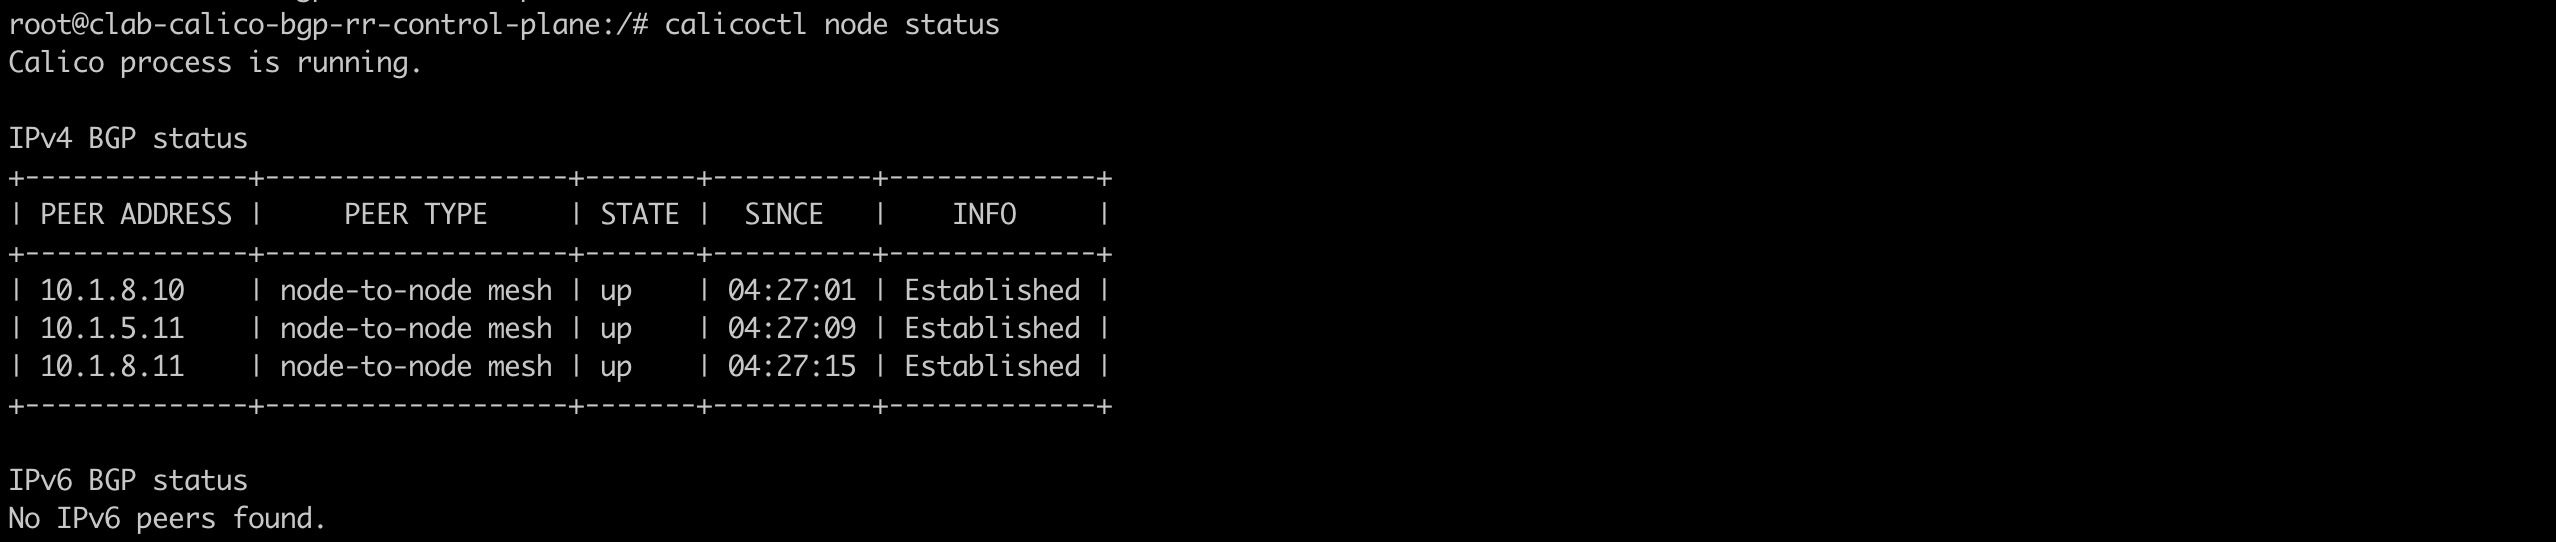 root@clab-calico-bgp-rr-control-plane:/# calicoctl node status
Calico process is running.

IPv4 BGP status
+--------------+-------------------+-------+----------+-------------+
| PEER ADDRESS |     PEER TYPE     | STATE |  SINCE   |    INFO     |
+--------------+-------------------+-------+----------+-------------+
| 10.1.8.10    | node-to-node mesh | up    | 04:27:01 | Established |
| 10.1.5.11    | node-to-node mesh | up    | 04:27:09 | Established |
| 10.1.8.11    | node-to-node mesh | up    | 04:27:15 | Established |
+--------------+-------------------+-------+----------+-------------+

IPv6 BGP status
No IPv6 peers found.